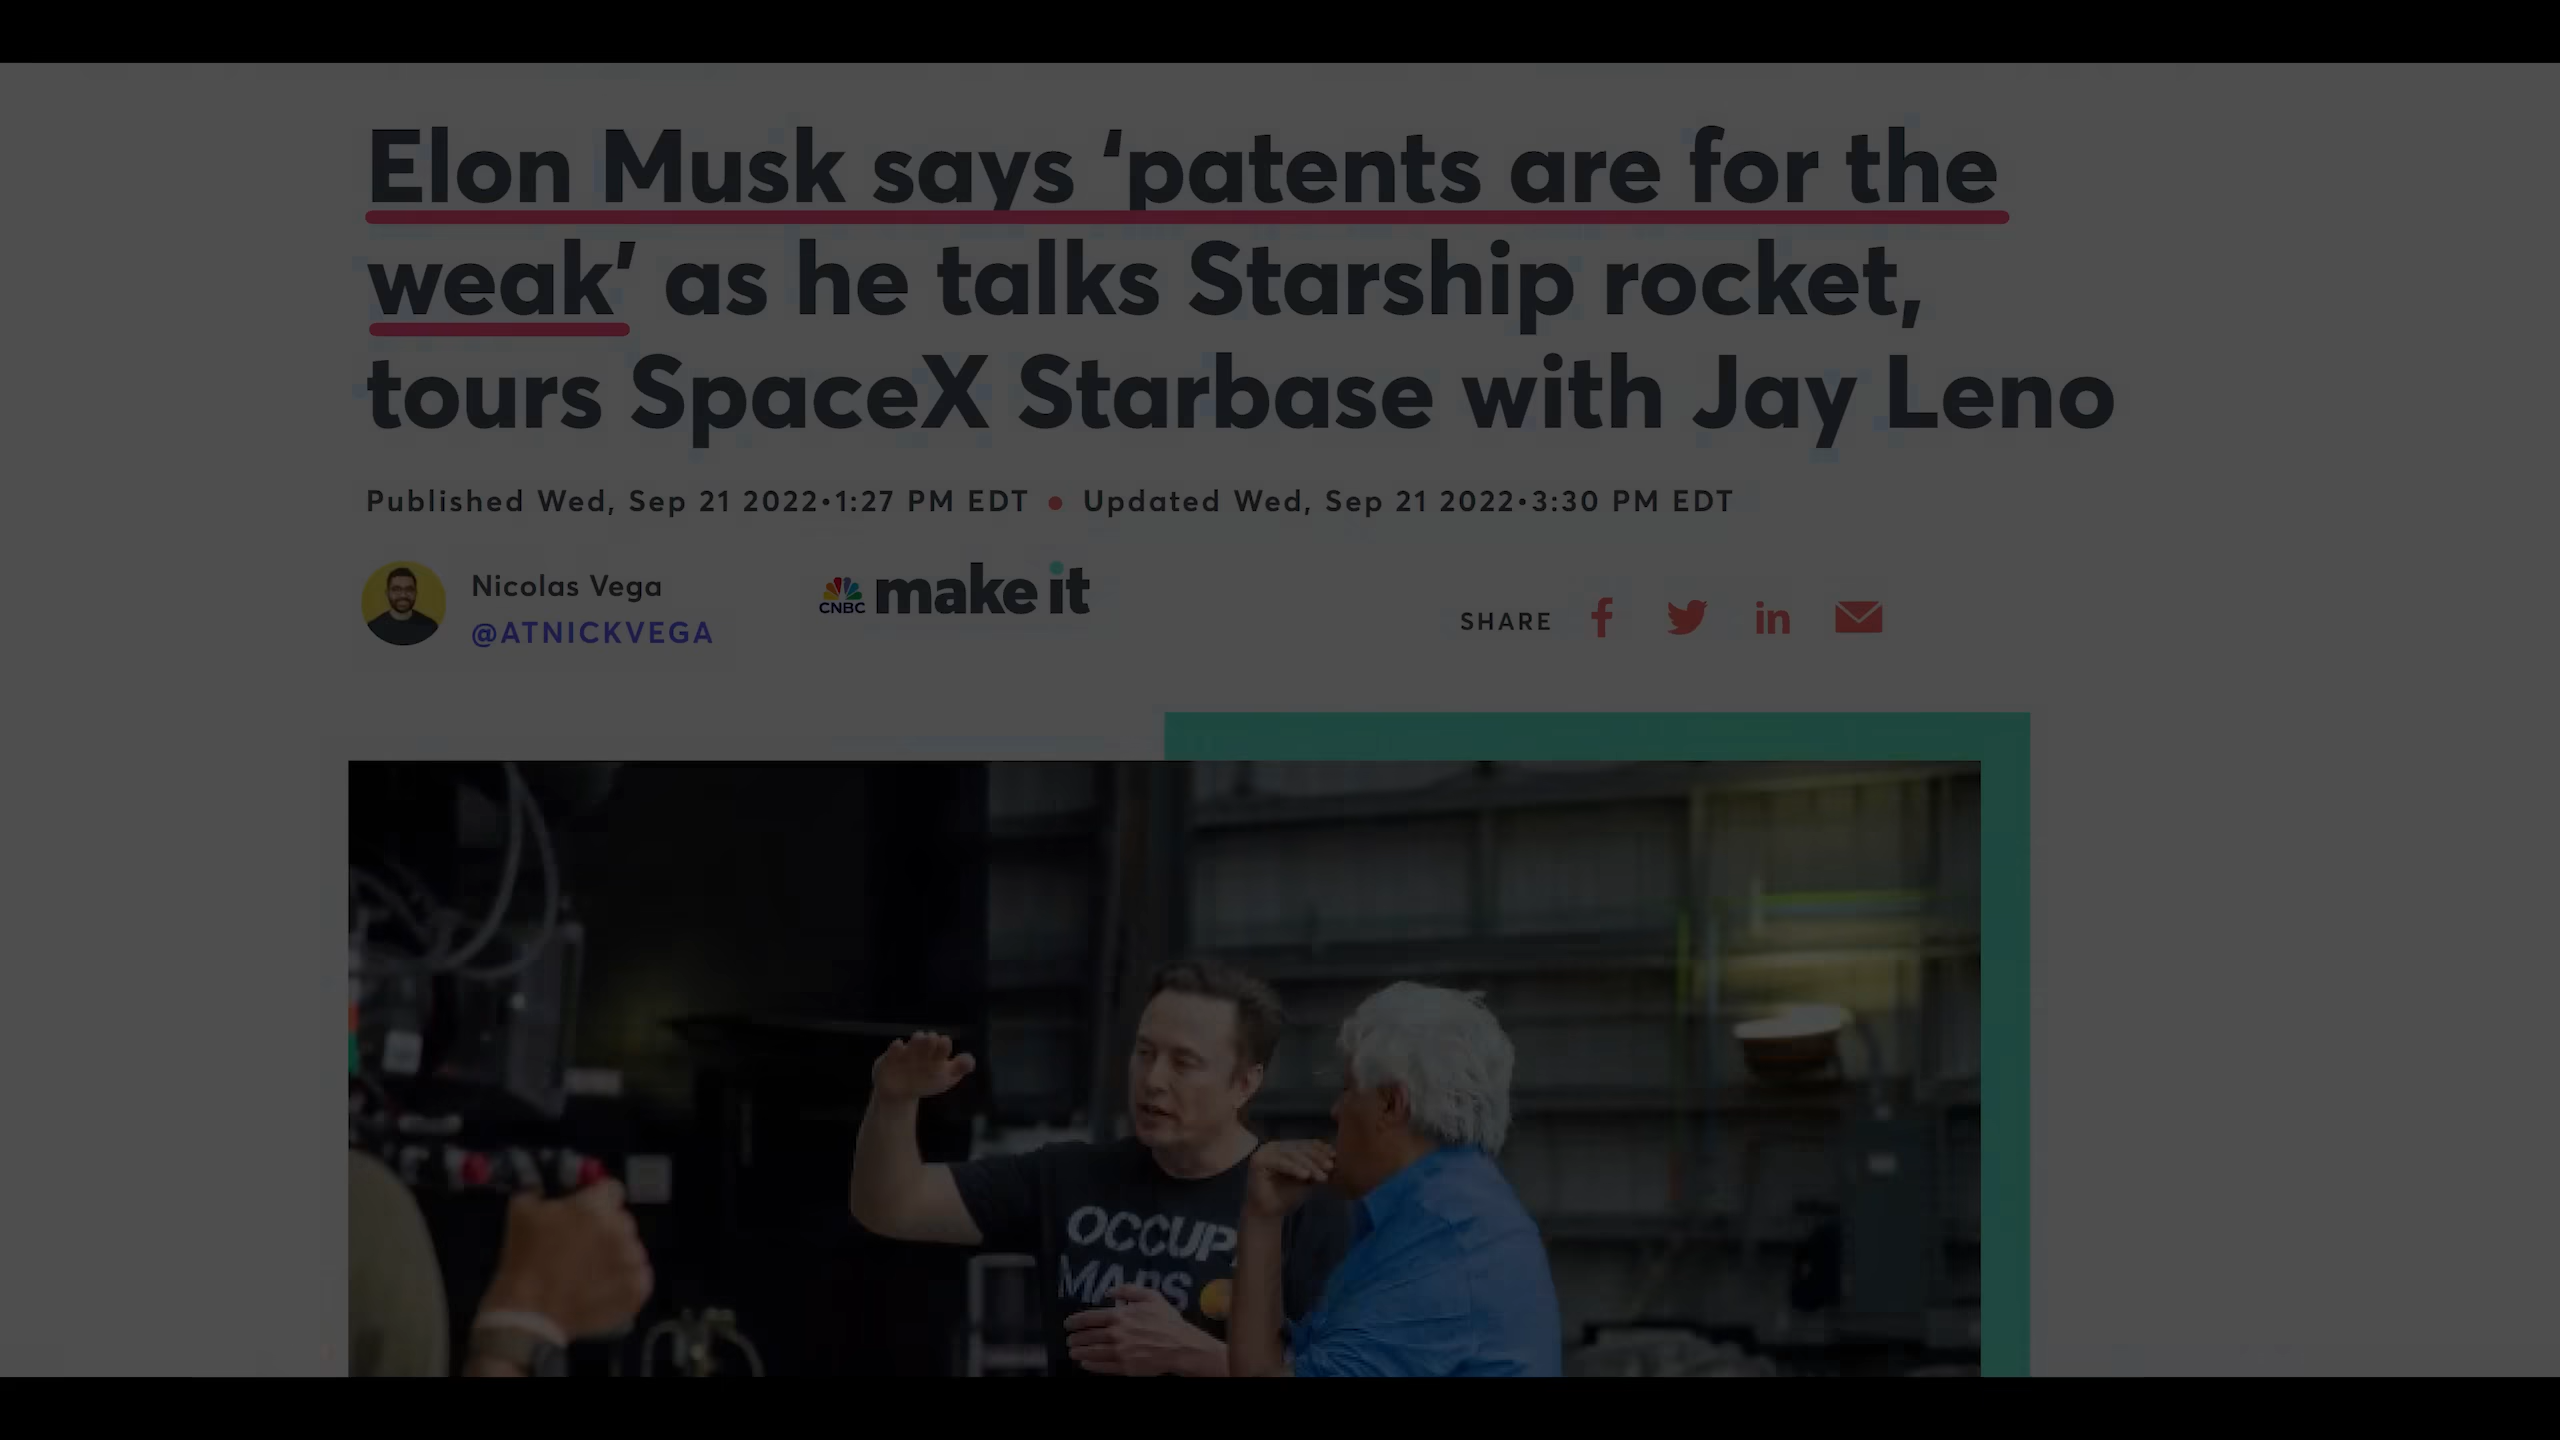 Elon Musk says ‘patents are for the
weak’ as he talks Starship rocket,
tours SpaceX Starbase with Jay Leno
Published Wed, Sep 21 2022•1:27 PM EDT • Updated Wed, Sep 21 2022•3:30 PM EDT
Nicolas Vega
@ATNICKVEGA
CNBC make it
SHARE
OCCUP
MARS